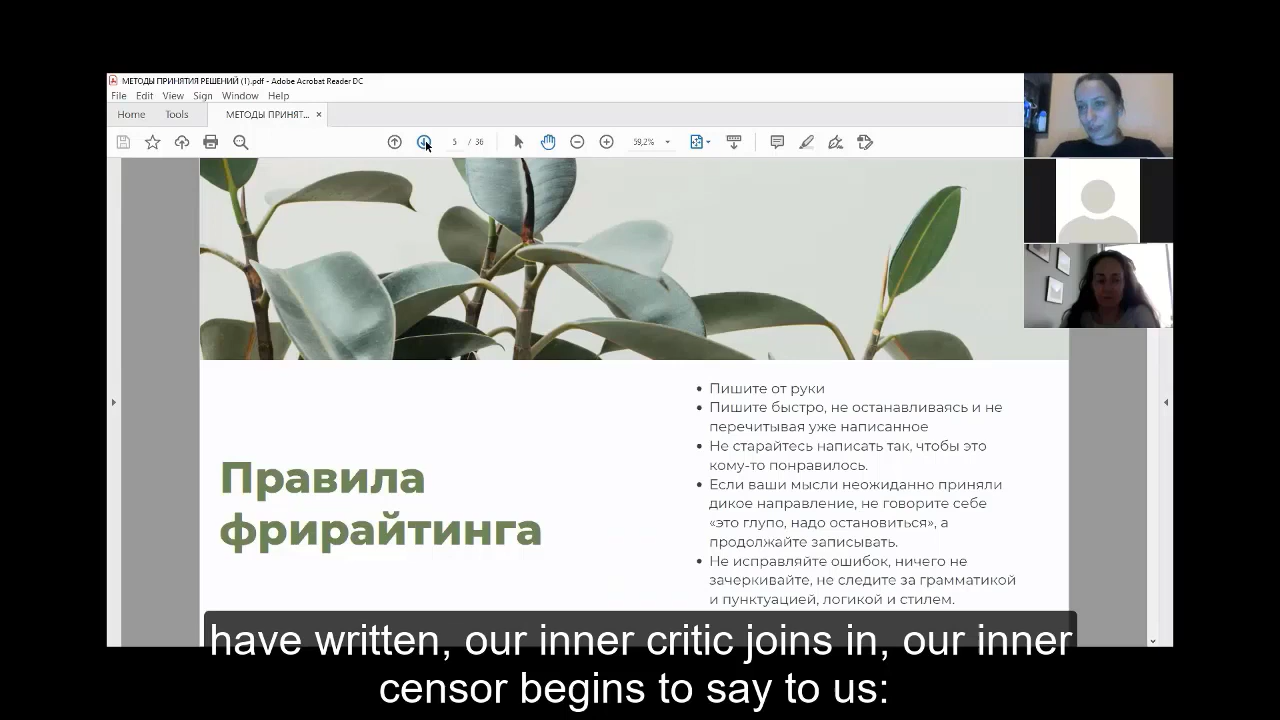 МЕТОДЫ ПРИНЯТИЯ РЕШЕНИЙ (1).pdf - Adobe Acrobat Reader DC
File Edit View Sign Window Help
Home Tools МЕТОДЫ ПРИНЯТ... ×
5 / 36 59,2%
Правила
фрирайтинга
• Пишите от руки
• Пишите быстро, не останавливаясь и не
перечитывая уже написанное
• Не старайтесь написать так, чтобы это
кому-то понравилось.
• Если ваши мысли неожиданно приняли
дикое направление, не говорите себе
«это глупо, надо остановиться», а
продолжайте записывать.
• Не исправляйте ошибок, ничего не
зачеркивайте, не следите за грамматикой
и пунктуацией, логикой и стилем.
have written, our inner critic joins in, our inner
censor begins to say to us: